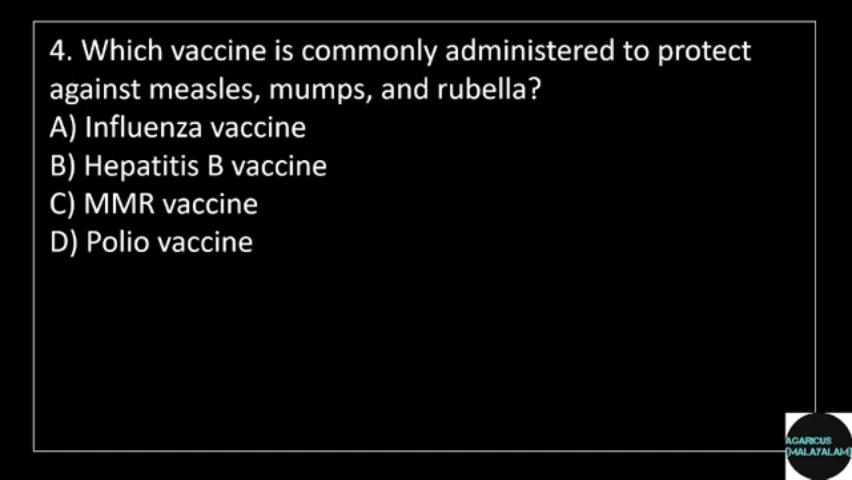 4. Which vaccine is commonly administered to protect
against measles, mumps, and rubella?
A) Influenza vaccine
B) Hepatitis B vaccine
C) MMR vaccine
D) Polio vaccine
AGARICUS
[MALAYALAM]